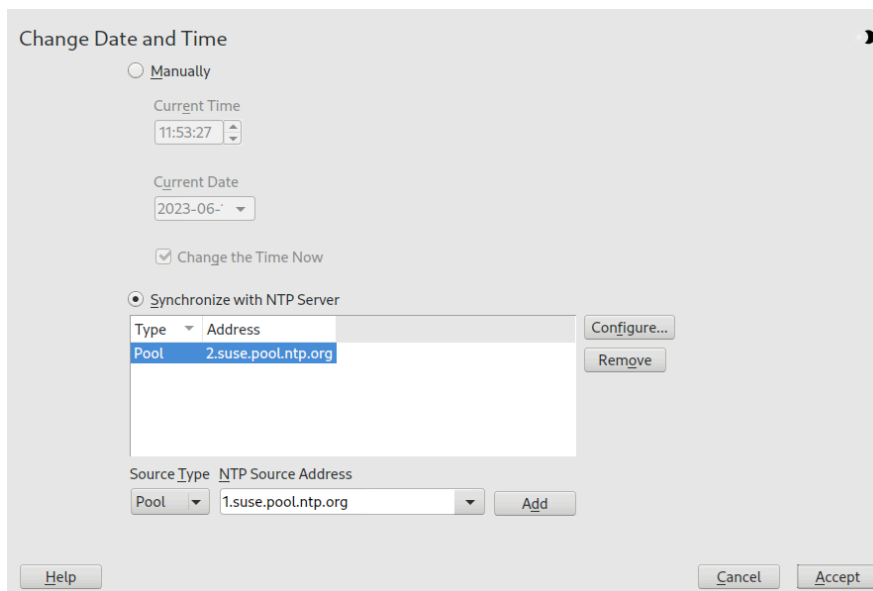 Change Date and Time
Manually
Current Time
11:53:27
Current Date
2023-06-
Change the Time Now
Synchronize with NTP Server
Type Address
Pool 2.suse.pool.ntp.org
Configure...
Remove
Source Type NTP Source Address
Pool 1.suse.pool.ntp.org Add
Help Cancel Accept